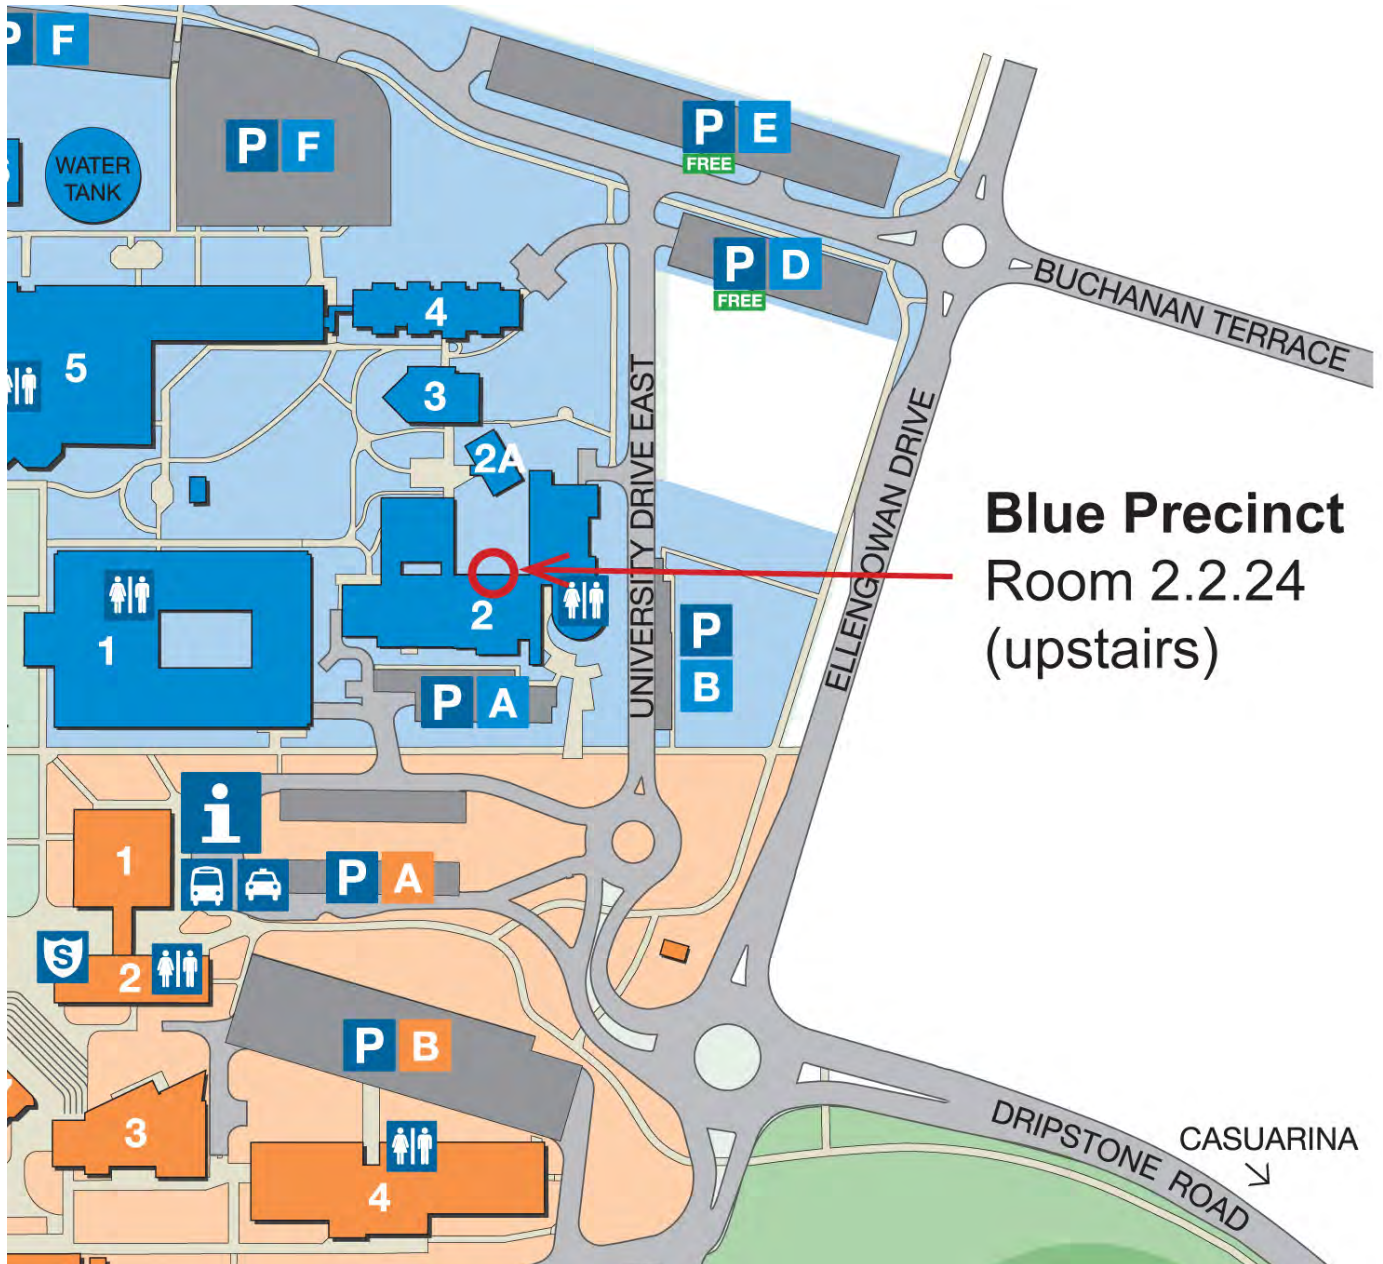 P F
WATER
TANK
P F
P E
FREE
P D
FREE
BUCHANAN TERRACE
4
5
3
2A
UNIVERSITY DRIVE EAST
ELLENGOWAN DRIVE
Blue Precinct
Room 2.2.24
(upstairs)
1
2
P
B
P A
i
1
P A
S
2
P B
3
4
DRIPSTONE ROAD
CASUARINA